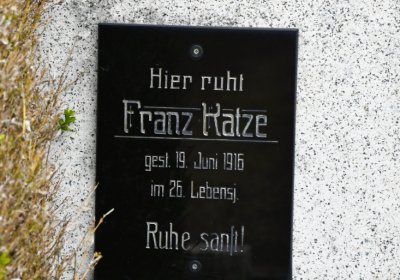 Hier ruht
Franz Katze
gest. 19. Juni 1916
im 26. Lebensj.
Ruhe sanft!